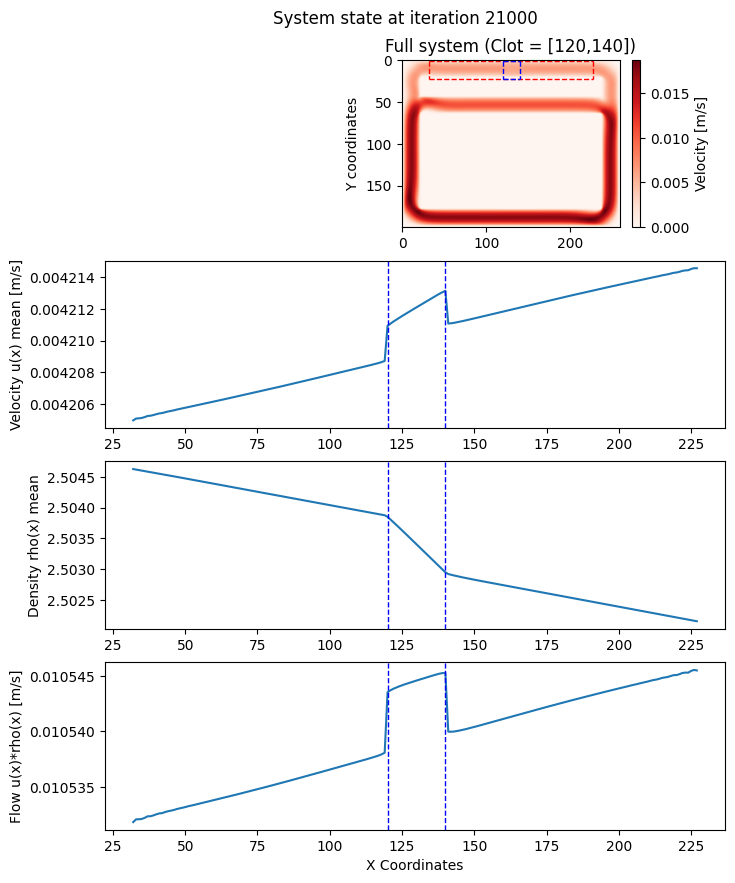 System state at iteration 21000
Full system (Clot = [120,140])
Y coordinates
0
50
100
150
0 100 200
0.015
0.010
0.005
0.000
Velocity [m/s]
Velocity u(x) mean [m/s]
0.004214
0.004212
0.004210
0.004208
0.004206
25 50 75 100 125 150 175 200 225
Density rho(x) mean
2.5045
2.5040
2.5035
2.5030
2.5025
25 50 75 100 125 150 175 200 225
Flow u(x)*rho(x) [m/s]
0.010545
0.010540
0.010535
25 50 75 100 125 150 175 200 225
X Coordinates